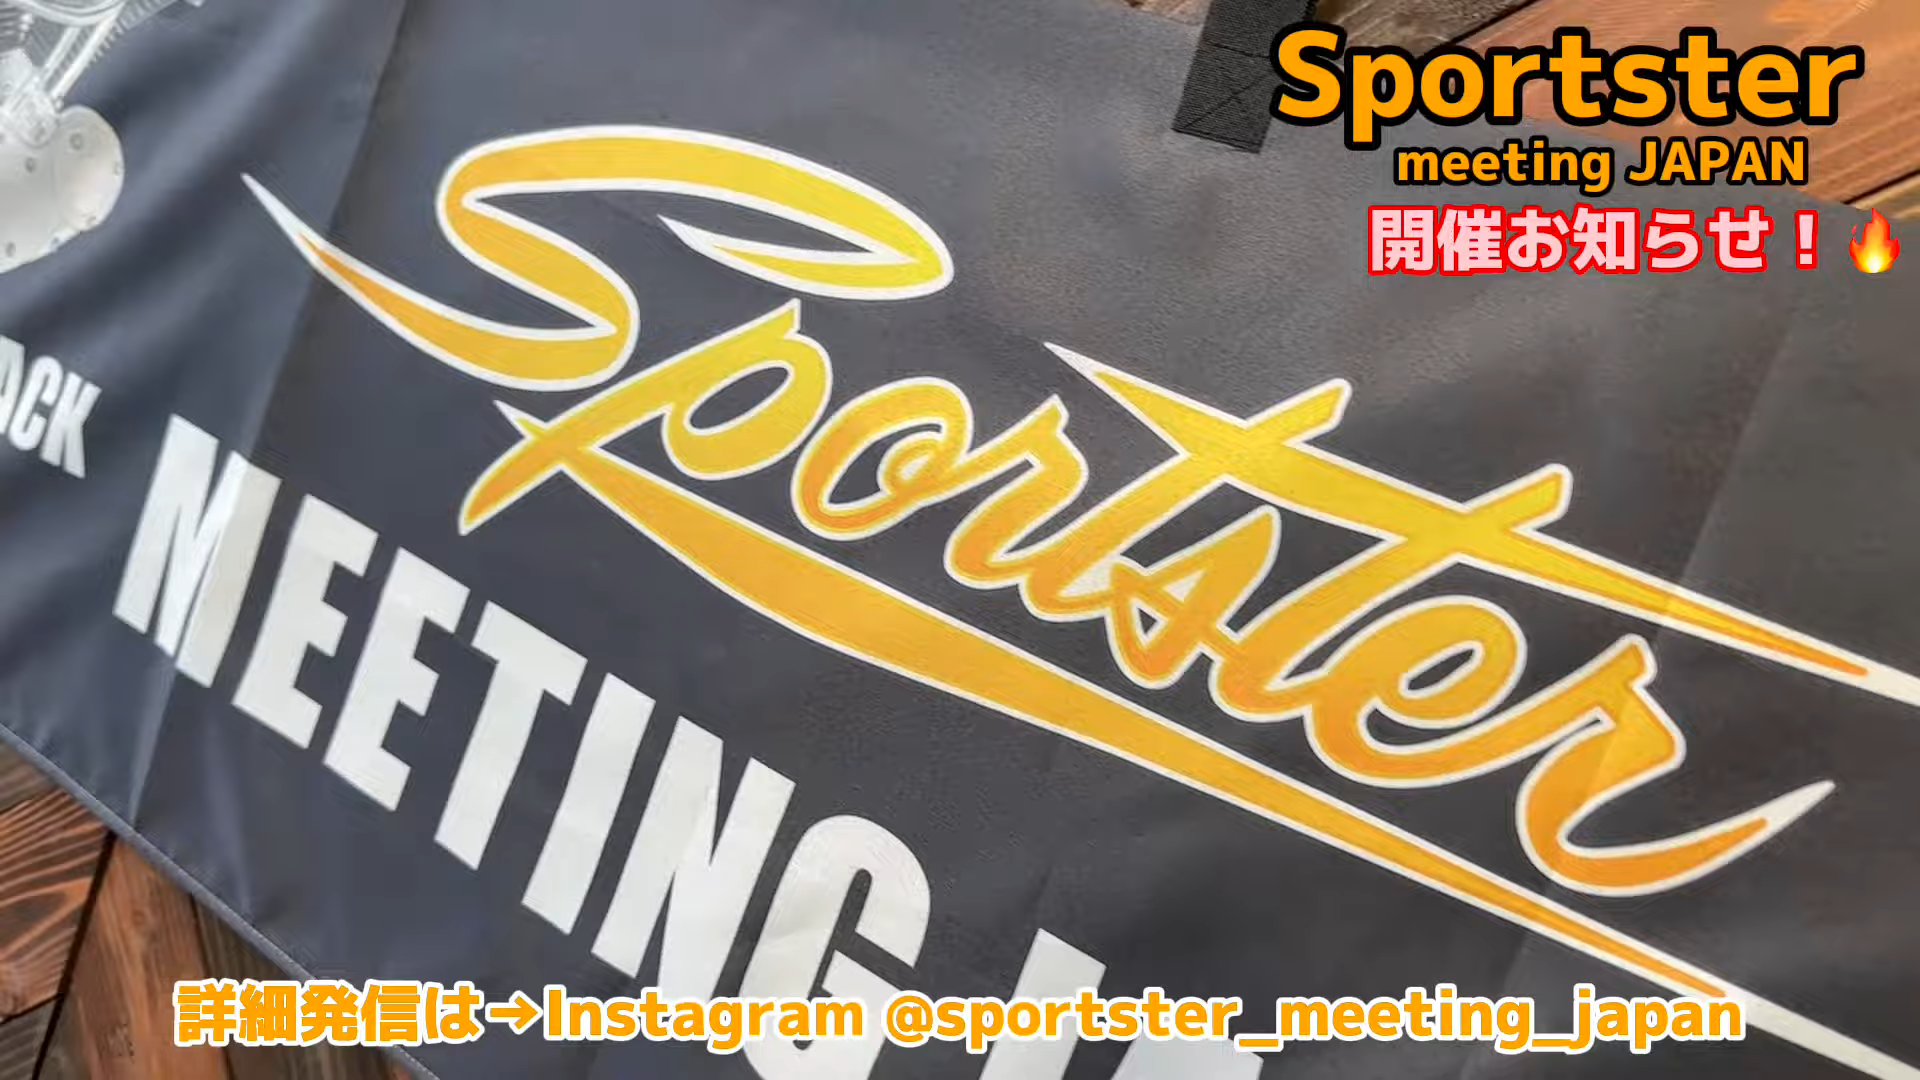 Sportster
meeting JAPAN
開催お知らせ！🔥
Sportster
ACK
MEETING JA
詳細発信は→Instagram @sportster_meeting_japan